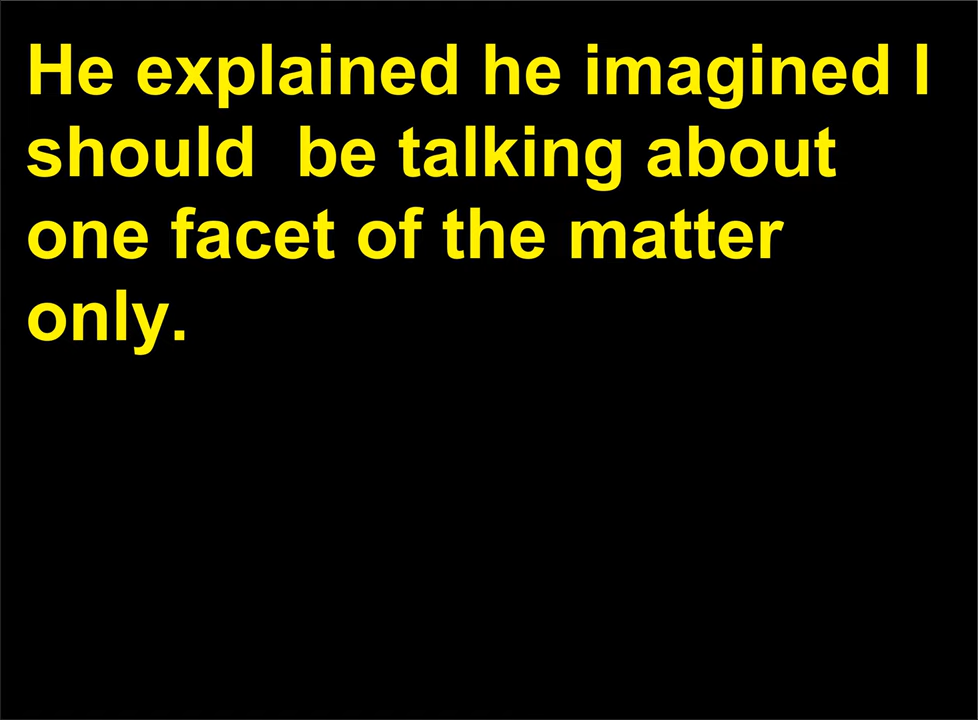 He explained he imagined I
should  be talking about
one facet of the matter
only.